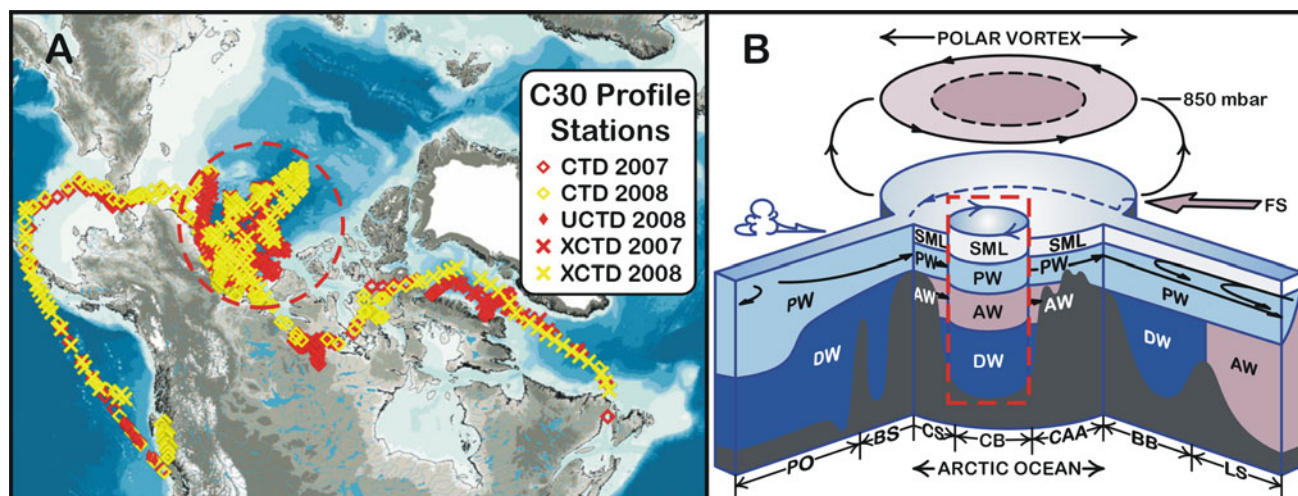 A
C30 Profile
Stations
CTD 2007
CTD 2008
UCTD 2008
XCTD 2007
XCTD 2008
B
POLAR VORTEX
850 mbar
FS
SML
SML
SML
PW
PW
PW
PW
PW
AW
AW
AW
AW
DW
DW
DW
PO
BS
CS
CB
CAA
BB
LS
ARCTIC OCEAN